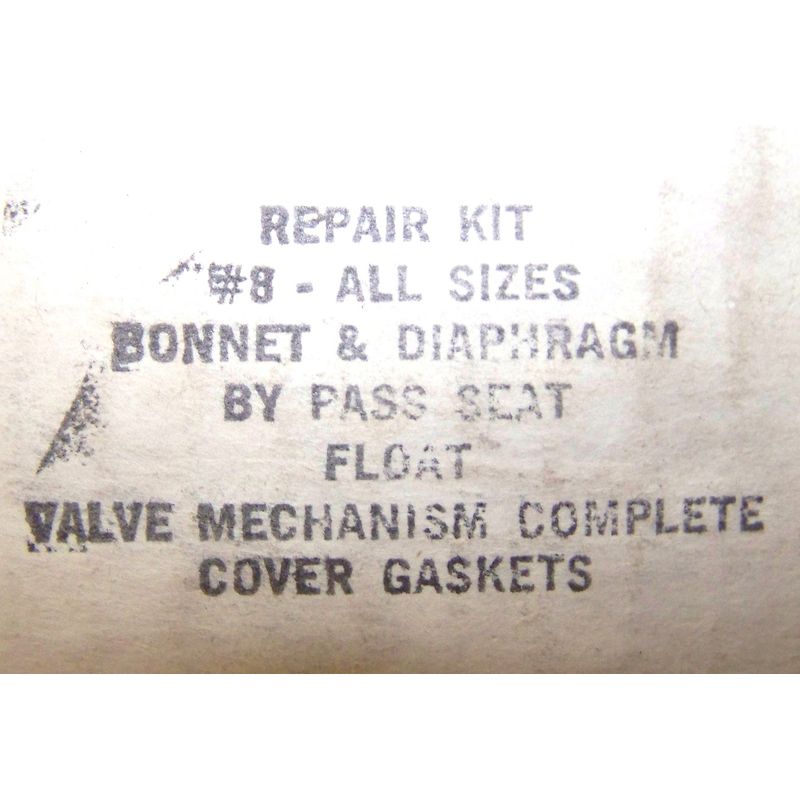 REPAIR KIT
#8 - ALL SIZES
BONNET & DIAPHRAGM
BY PASS SEAT
FLOAT
VALVE MECHANISM COMPLETE
COVER GASKETS